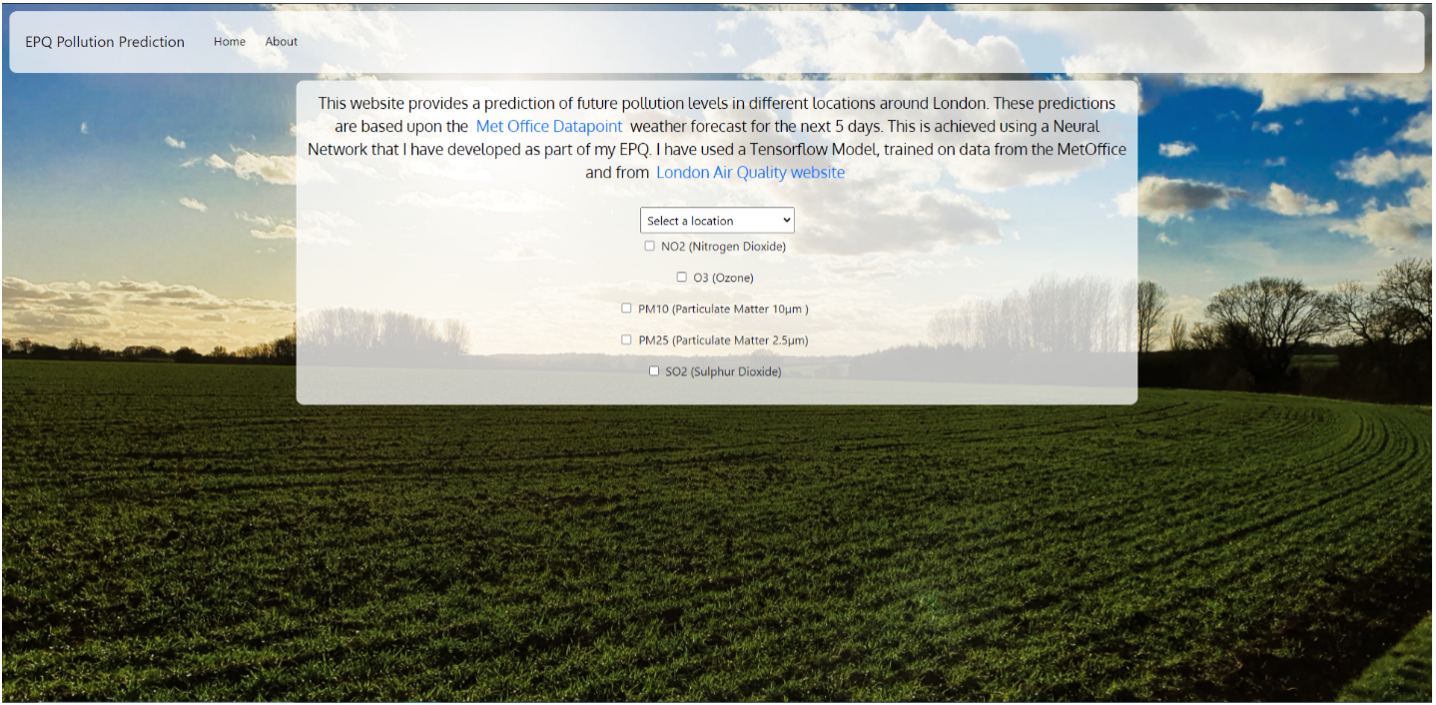 EPQ Pollution Prediction Home About
This website provides a prediction of future pollution levels in different locations around London. These predictions
are based upon the Met Office Datapoint weather forecast for the next 5 days. This is achieved using a Neural
Network that I have developed as part of my EPQ. I have used a Tensorflow Model, trained on data from the MetOffice
and from London Air Quality website
Select a location
NO2 (Nitrogen Dioxide)
O3 (Ozone)
PM10 (Particulate Matter 10µm )
PM25 (Particulate Matter 2.5µm)
SO2 (Sulphur Dioxide)